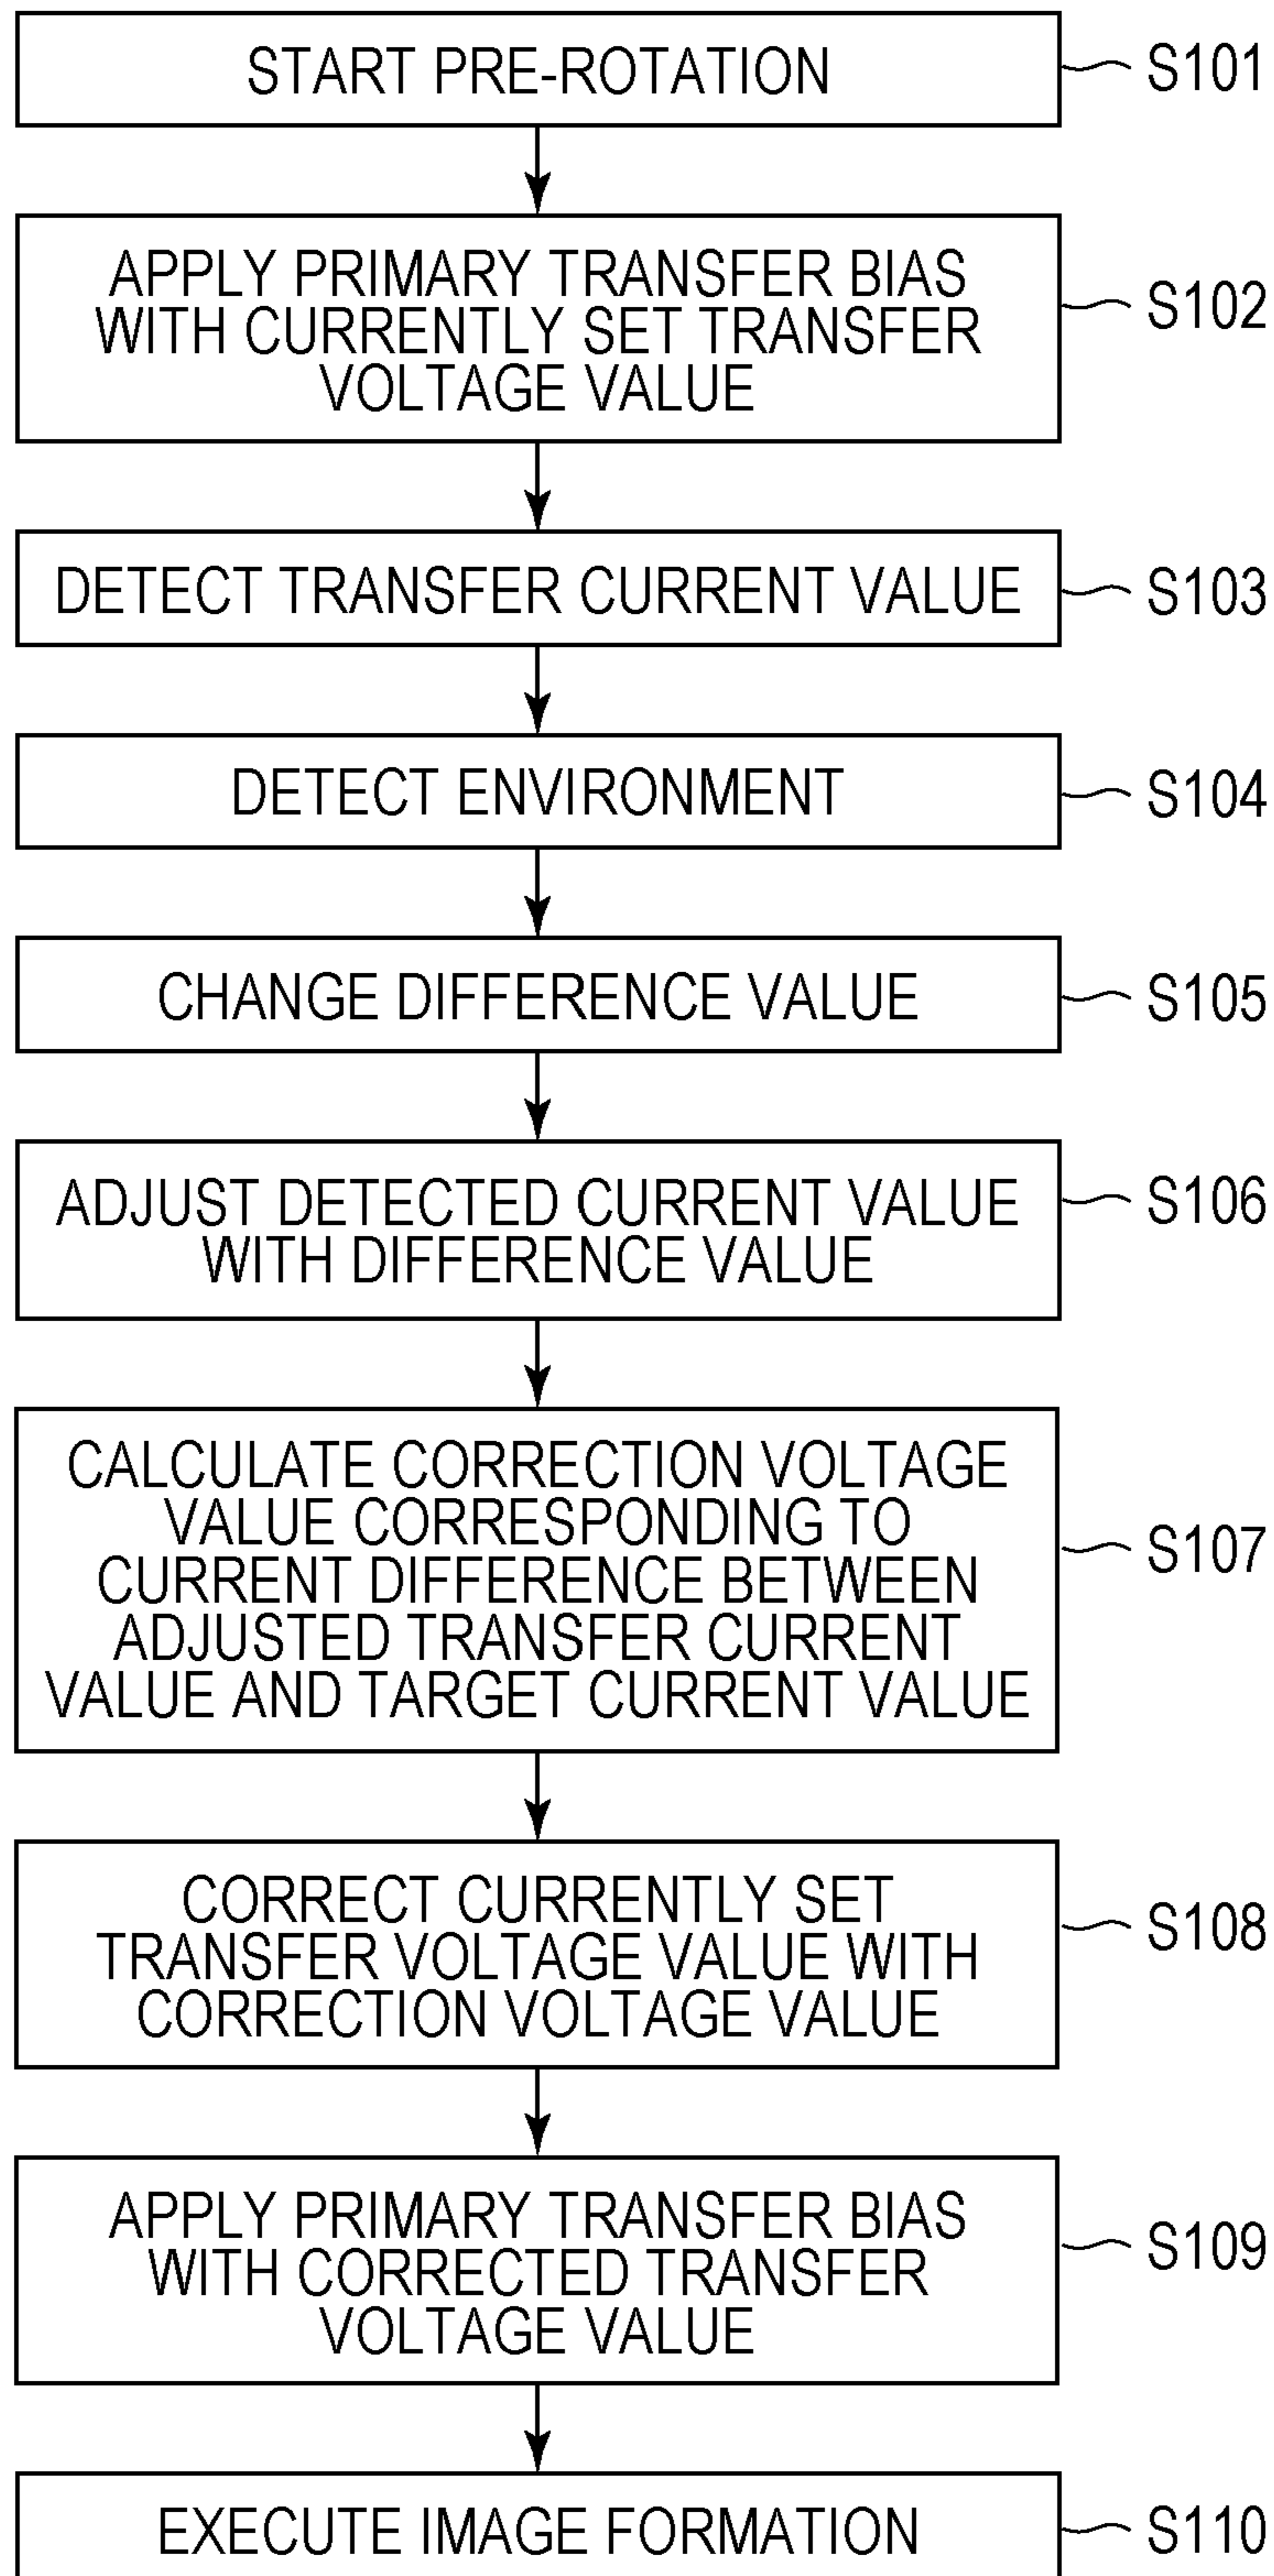 START PRE-ROTATION
S101
APPLY PRIMARY TRANSFER BIAS
WITH CURRENTLY SET TRANSFER
VOLTAGE VALUE
S102
DETECT TRANSFER CURRENT VALUE
S103
DETECT ENVIRONMENT
S104
CHANGE DIFFERENCE VALUE
S105
ADJUST DETECTED CURRENT VALUE
WITH DIFFERENCE VALUE
S106
CALCULATE CORRECTION VOLTAGE
VALUE CORRESPONDING TO
CURRENT DIFFERENCE BETWEEN
ADJUSTED TRANSFER CURRENT
VALUE AND TARGET CURRENT VALUE
S107
CORRECT CURRENTLY SET
TRANSFER VOLTAGE VALUE WITH
CORRECTION VOLTAGE VALUE
S108
APPLY PRIMARY TRANSFER BIAS
WITH CORRECTED TRANSFER
VOLTAGE VALUE
S109
EXECUTE IMAGE FORMATION
S110